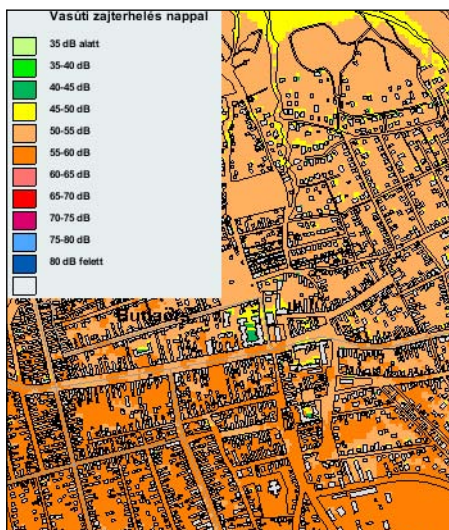 Vasúti zajterhelés nappal
35 dB alatt
35-40 dB
40-45 dB
45-50 dB
50-55 dB
55-60 dB
60-65 dB
65-70 dB
70-75 dB
75-80 dB
80 dB felett